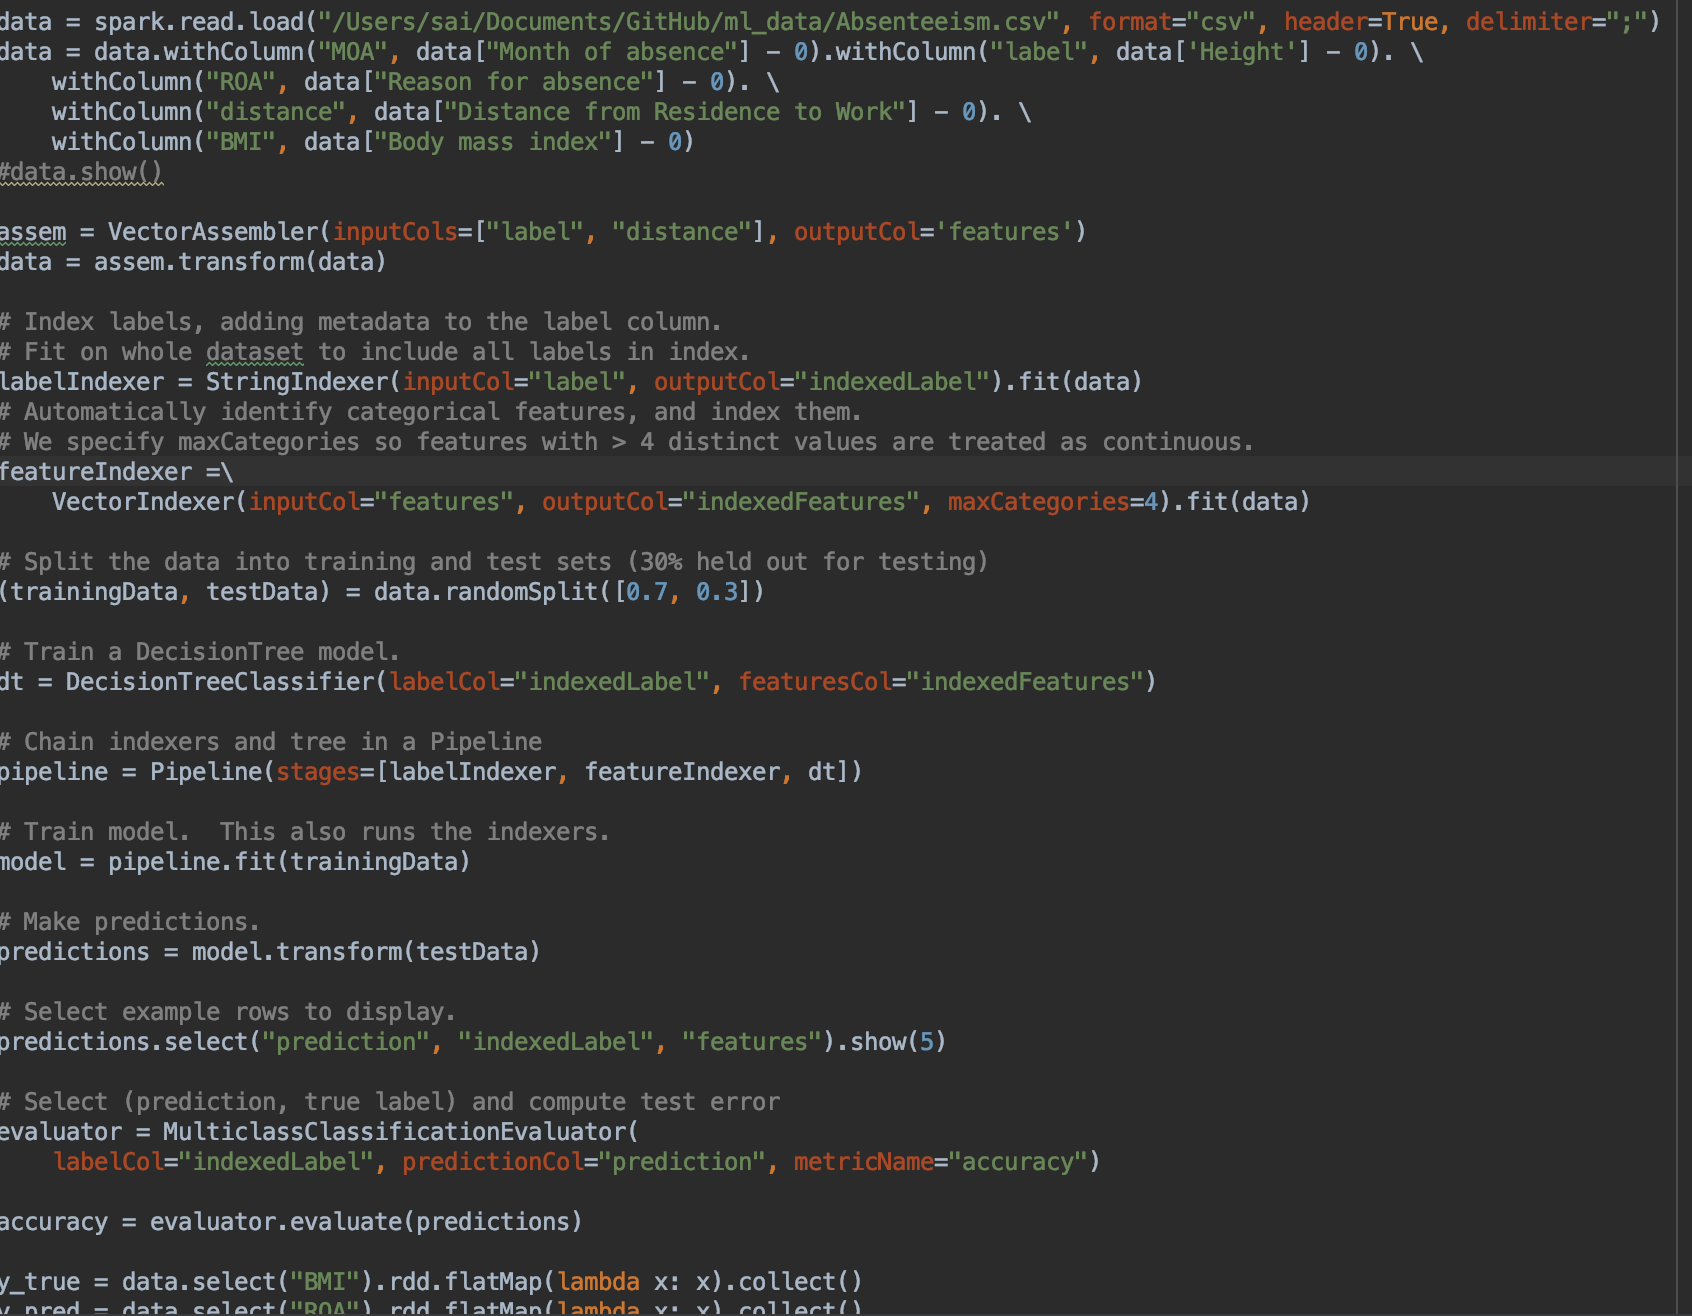 data = spark.read.load("/Users/sai/Documents/GitHub/ml_data/Absenteeism.csv", format="csv", header=True, delimiter=";")
data = data.withColumn("MOA", data["Month of absence"] - 0).withColumn("label", data['Height'] - 0). \
    withColumn("ROA", data["Reason for absence"] - 0). \
    withColumn("distance", data["Distance from Residence to Work"] - 0). \
    withColumn("BMI", data["Body mass index"] - 0)
#data.show()
assem = VectorAssembler(inputCols=["label", "distance"], outputCol='features')
data = assem.transform(data)
# Index labels, adding metadata to the label column.
# Fit on whole dataset to include all labels in index.
labelIndexer = StringIndexer(inputCol="label", outputCol="indexedLabel").fit(data)
# Automatically identify categorical features, and index them.
# We specify maxCategories so features with > 4 distinct values are treated as continuous.
featureIndexer =\
    VectorIndexer(inputCol="features", outputCol="indexedFeatures", maxCategories=4).fit(data)
# Split the data into training and test sets (30% held out for testing)
(trainingData, testData) = data.randomSplit([0.7, 0.3])
# Train a DecisionTree model.
dt = DecisionTreeClassifier(labelCol="indexedLabel", featuresCol="indexedFeatures")
# Chain indexers and tree in a Pipeline
pipeline = Pipeline(stages=[labelIndexer, featureIndexer, dt])
# Train model.  This also runs the indexers.
model = pipeline.fit(trainingData)
# Make predictions.
predictions = model.transform(testData)
# Select example rows to display.
predictions.select("prediction", "indexedLabel", "features").show(5)
# Select (prediction, true label) and compute test error
evaluator = MulticlassClassificationEvaluator(
    labelCol="indexedLabel", predictionCol="prediction", metricName="accuracy")
accuracy = evaluator.evaluate(predictions)
y_true = data.select("BMI").rdd.flatMap(lambda x: x).collect()
y_pred = data.select("ROA").rdd.flatMap(lambda x: x).collect()